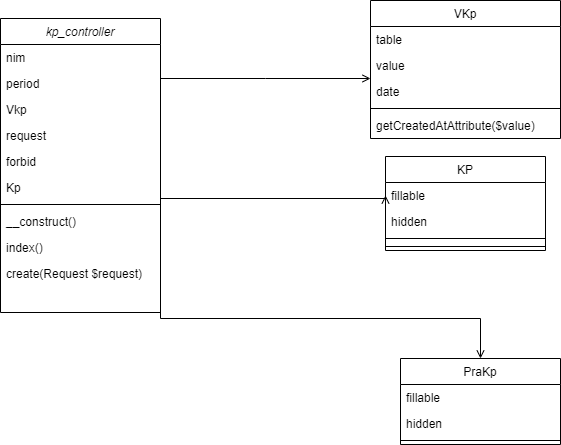 kp_controller
nim
period
Vkp
request
forbid
Kp
__construct()
index()
create(Request $request)
VKp
table
value
date
getCreatedAtAttribute($value)
KP
fillable
hidden
PraKp
fillable
hidden